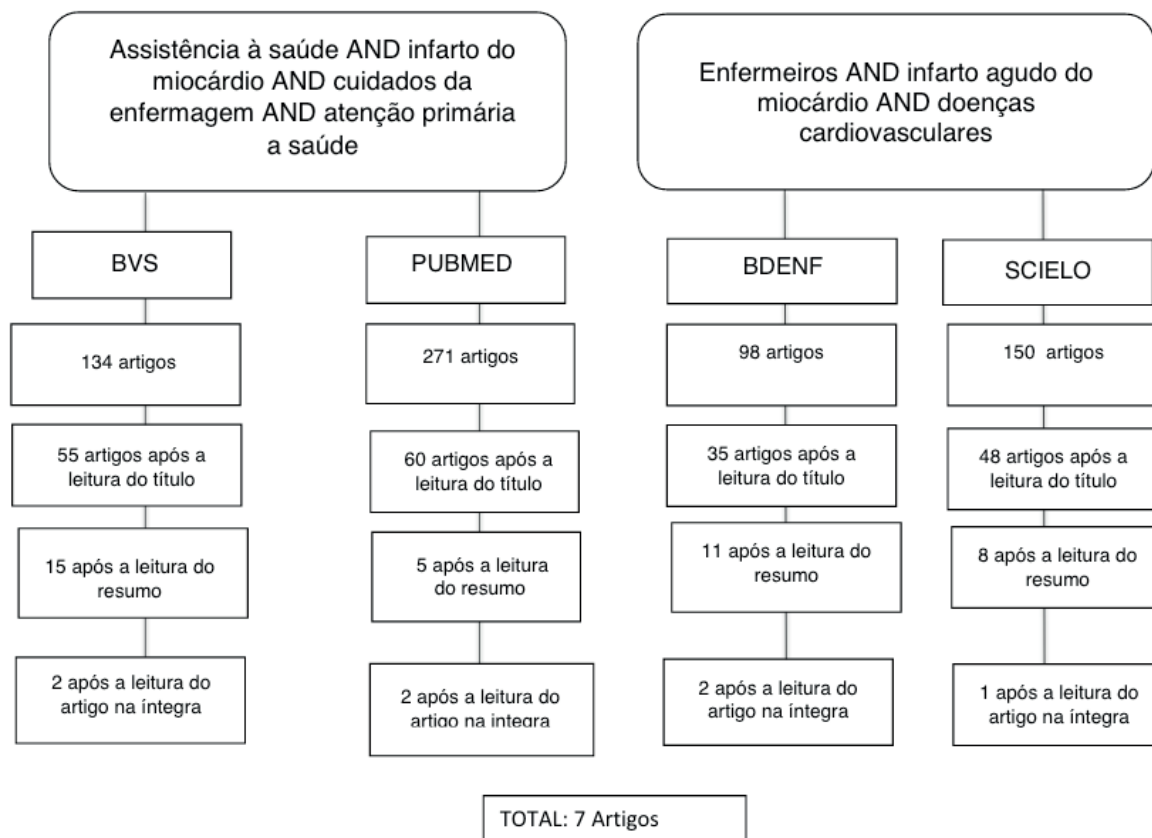 Assistência à saúde AND infarto do
miocárdio AND cuidados da
enfermagem AND atenção primária
a saúde
Enfermeiros AND infarto agudo do
miocárdio AND doenças
cardiovasculares
BVS
PUBMED
BDENF
SCIELO
134 artigos
271 artigos
98 artigos
150 artigos
55 artigos após a
leitura do título
60 artigos após a
leitura do título
35 artigos após a
leitura do título
48 artigos após a
leitura do título
15 após a leitura do
resumo
5 após a leitura
do resumo
11 após a leitura do
resumo
8 após a leitura do
resumo
2 após a leitura do
artigo na íntegra
2 após a leitura do
artigo na íntegra
2 após a leitura do
artigo na íntegra
1 após a leitura do
artigo na íntegra
TOTAL: 7 Artigos